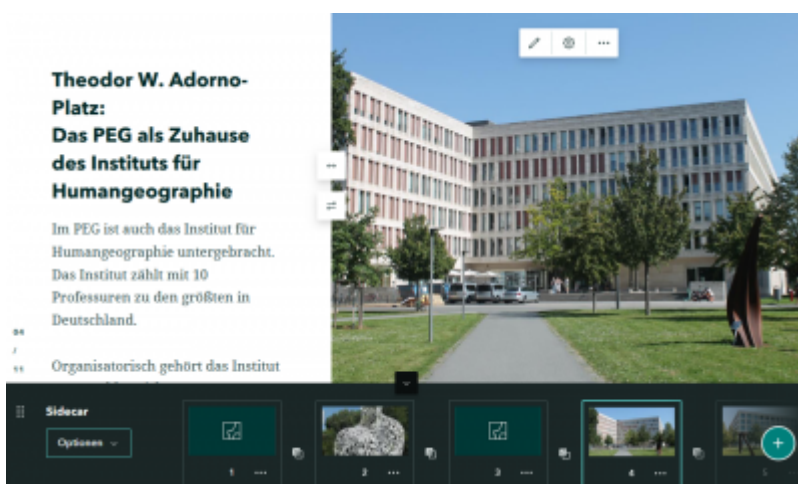 Theodor W. Adorno-
Platz:
Das PEG als Zuhause
des Instituts für
Humangeographie
Im PEG ist auch das Institut für
Humangeographie untergebracht.
Das Institut zählt mit 10
Professuren zu den größten in
Deutschland.
Organisatorisch gehört das Institut
04
/
11
Sidecar
Optionen
1
2
3
4
5